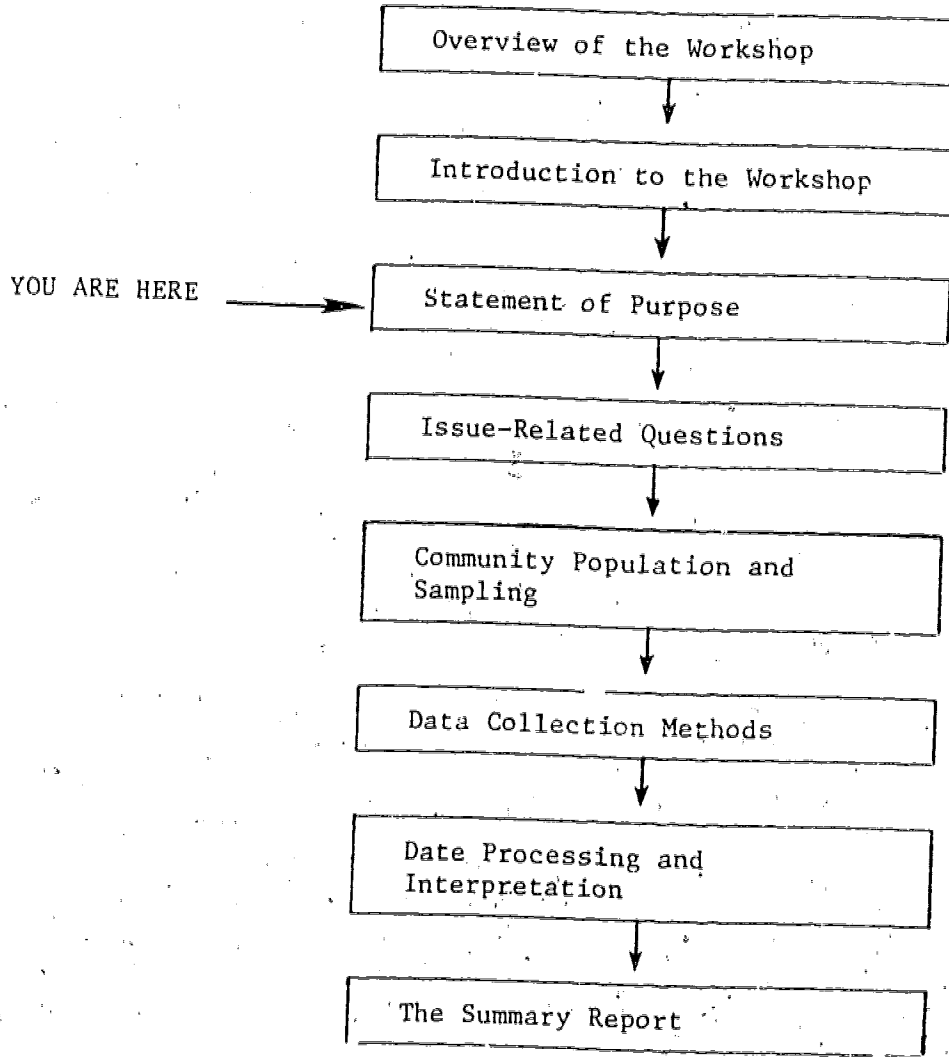 Overview of the Workshop
Introduction to the Workshop
YOU ARE HERE
Statement of Purpose
Issue-Related Questions
Community Population and
Sampling
Data Collection Methods
Date Processing and
Interpretation
The Summary Report